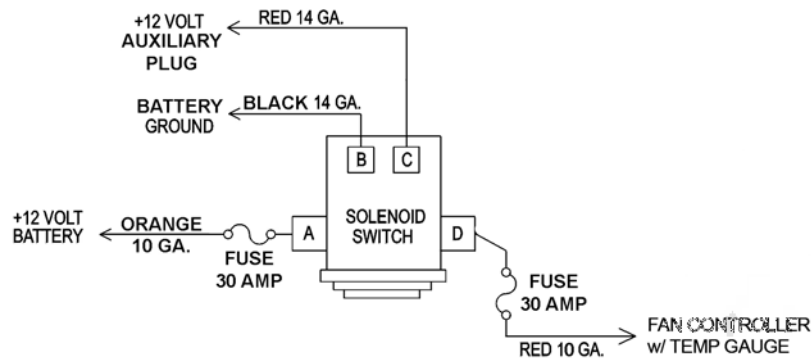 +12 VOLT
AUXILIARY
PLUG
RED 14 GA.
BATTERY
GROUND
BLACK 14 GA.
B
C
+12 VOLT
BATTERY
ORANGE
10 GA.
FUSE
30 AMP
A
SOLENOID
SWITCH
D
FUSE
30 AMP
RED 10 GA.
FAN CONTROLLER
w/ TEMP GAUGE